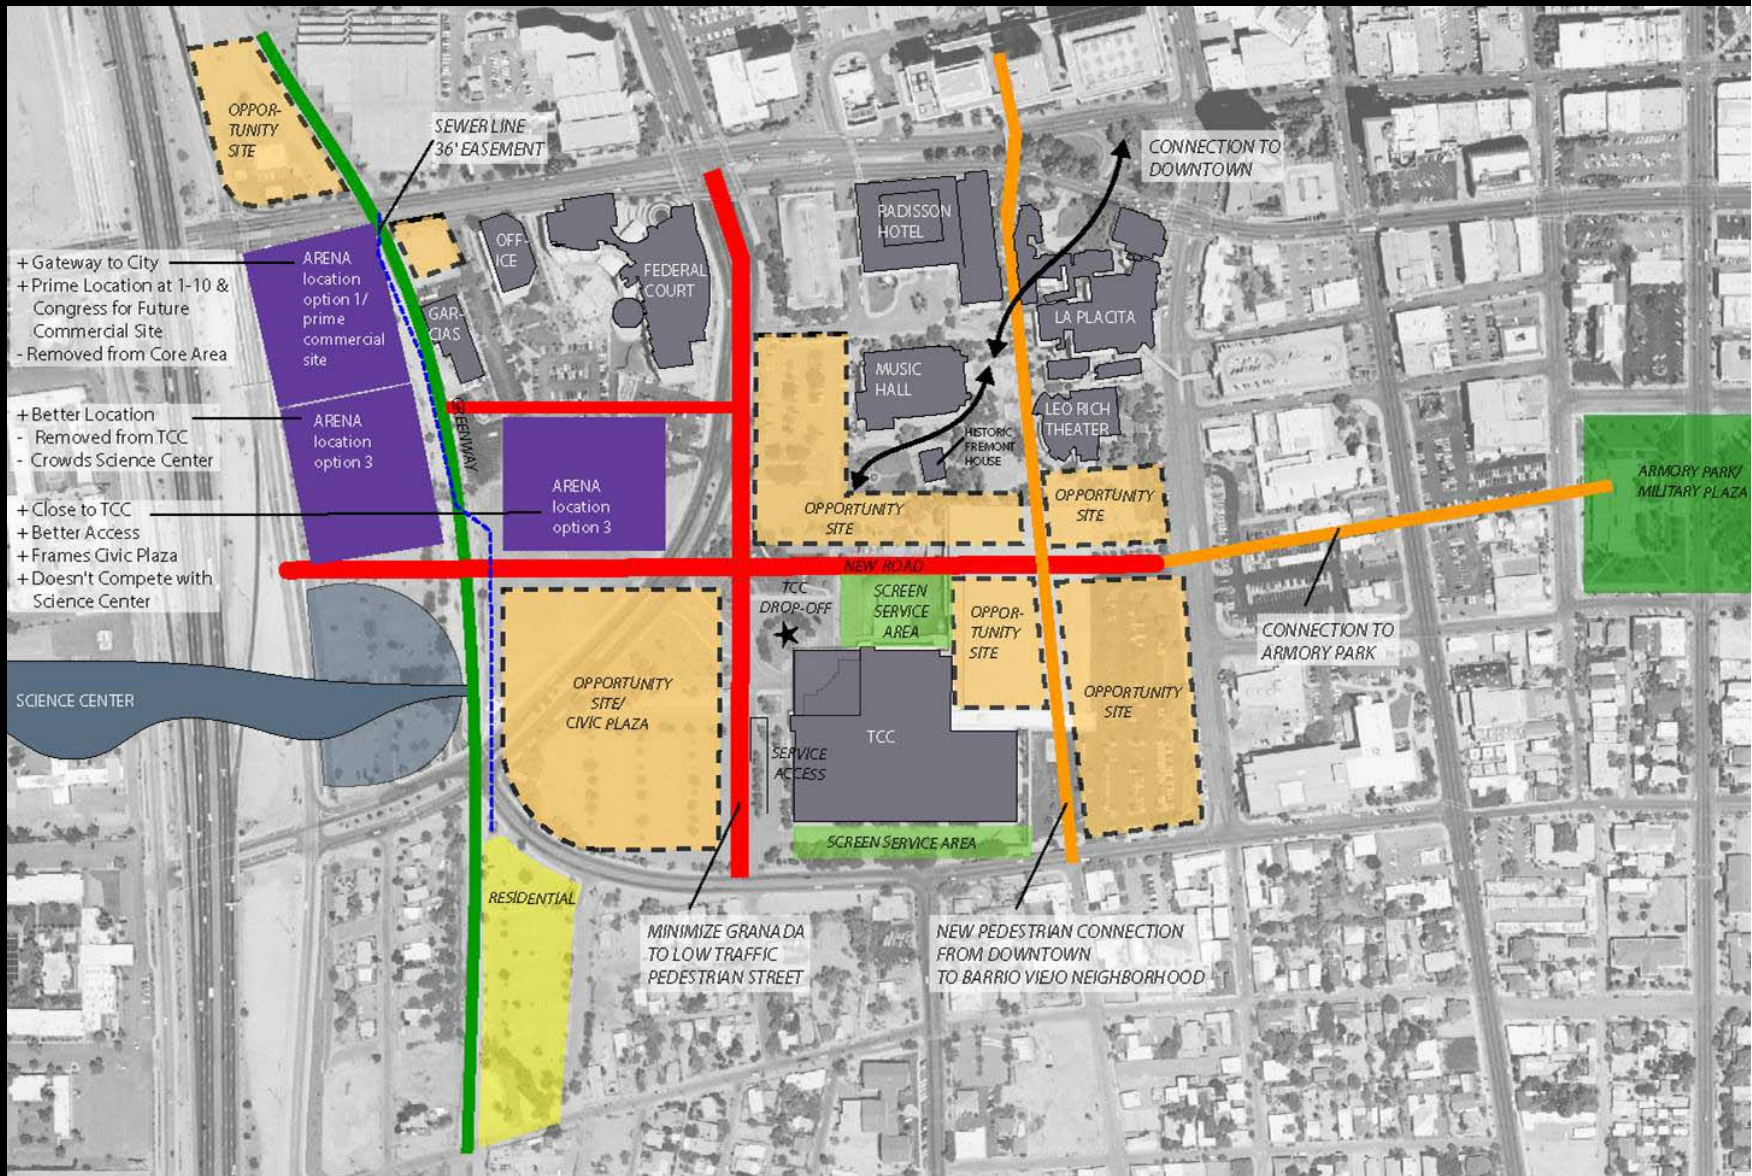 OPPOR-
TUNITY
SITE
SEWER LINE
36' EASEMENT
CONNECTION TO
DOWNTOWN
+ Gateway to City
+ Prime Location at 1-10 &
Congress for Future
Commercial Site
- Removed from Core Area
ARENA
location
option 1/
prime
commercial
site
OFF-
ICE
FEDERAL
COURT
GAR-
CIAS
RADISSON
HOTEL
LA PLACITA
MUSIC
HALL
LEO RICH
THEATER
HISTORIC
FREMONT
HOUSE
+ Better Location
- Removed from TCC
- Crowds Science Center
ARENA
location
option 3
GREENWAY
+ Close to TCC
+ Better Access
+ Frames Civic Plaza
+ Doesn't Compete with
Science Center
ARENA
location
option 3
OPPORTUNITY
SITE
OPPORTUNITY
SITE
ARMORY PARK/
MILITARY PLAZA
NEW ROAD
TCC
DROP-OFF
SCREEN
SERVICE
AREA
OPPOR-
TUNITY
SITE
CONNECTION TO
ARMORY PARK
SCIENCE CENTER
OPPORTUNITY
SITE/
CIVIC PLAZA
OPPORTUNITY
SITE
TCC
SERVICE
ACCESS
SCREEN SERVICE AREA
RESIDENTIAL
MINIMIZE GRANADA
TO LOW TRAFFIC
PEDESTRIAN STREET
NEW PEDESTRIAN CONNECTION
FROM DOWNTOWN
TO BARRIO VIEJO NEIGHBORHOOD